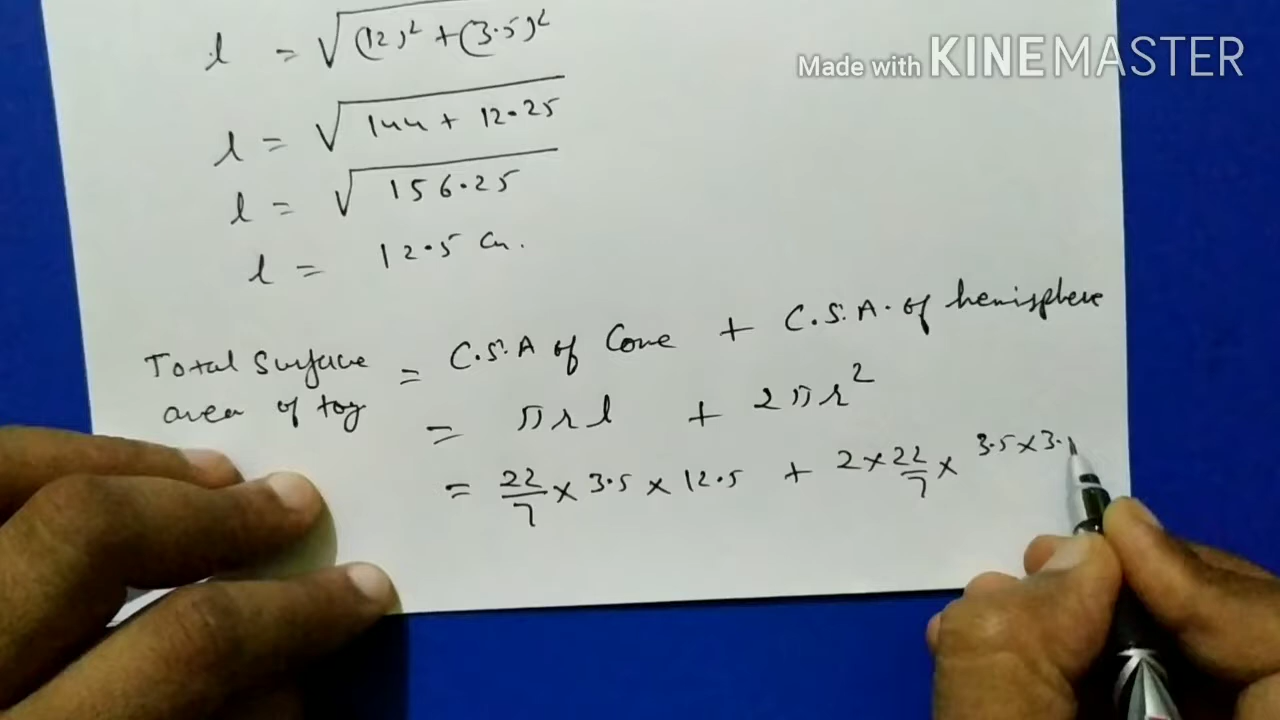 Made with KINEMASTER
l = √(12)² + (3.5)²
l = √144 + 12.25
l = √156.25
l = 12.5 cm.
Total Surface area of toy = C.S.A of Cone + C.S.A. of hemisphere
= πrl + 2πr²
= 22/7 × 3.5 × 12.5 + 2 × 22/7 × 3.5 × 3.